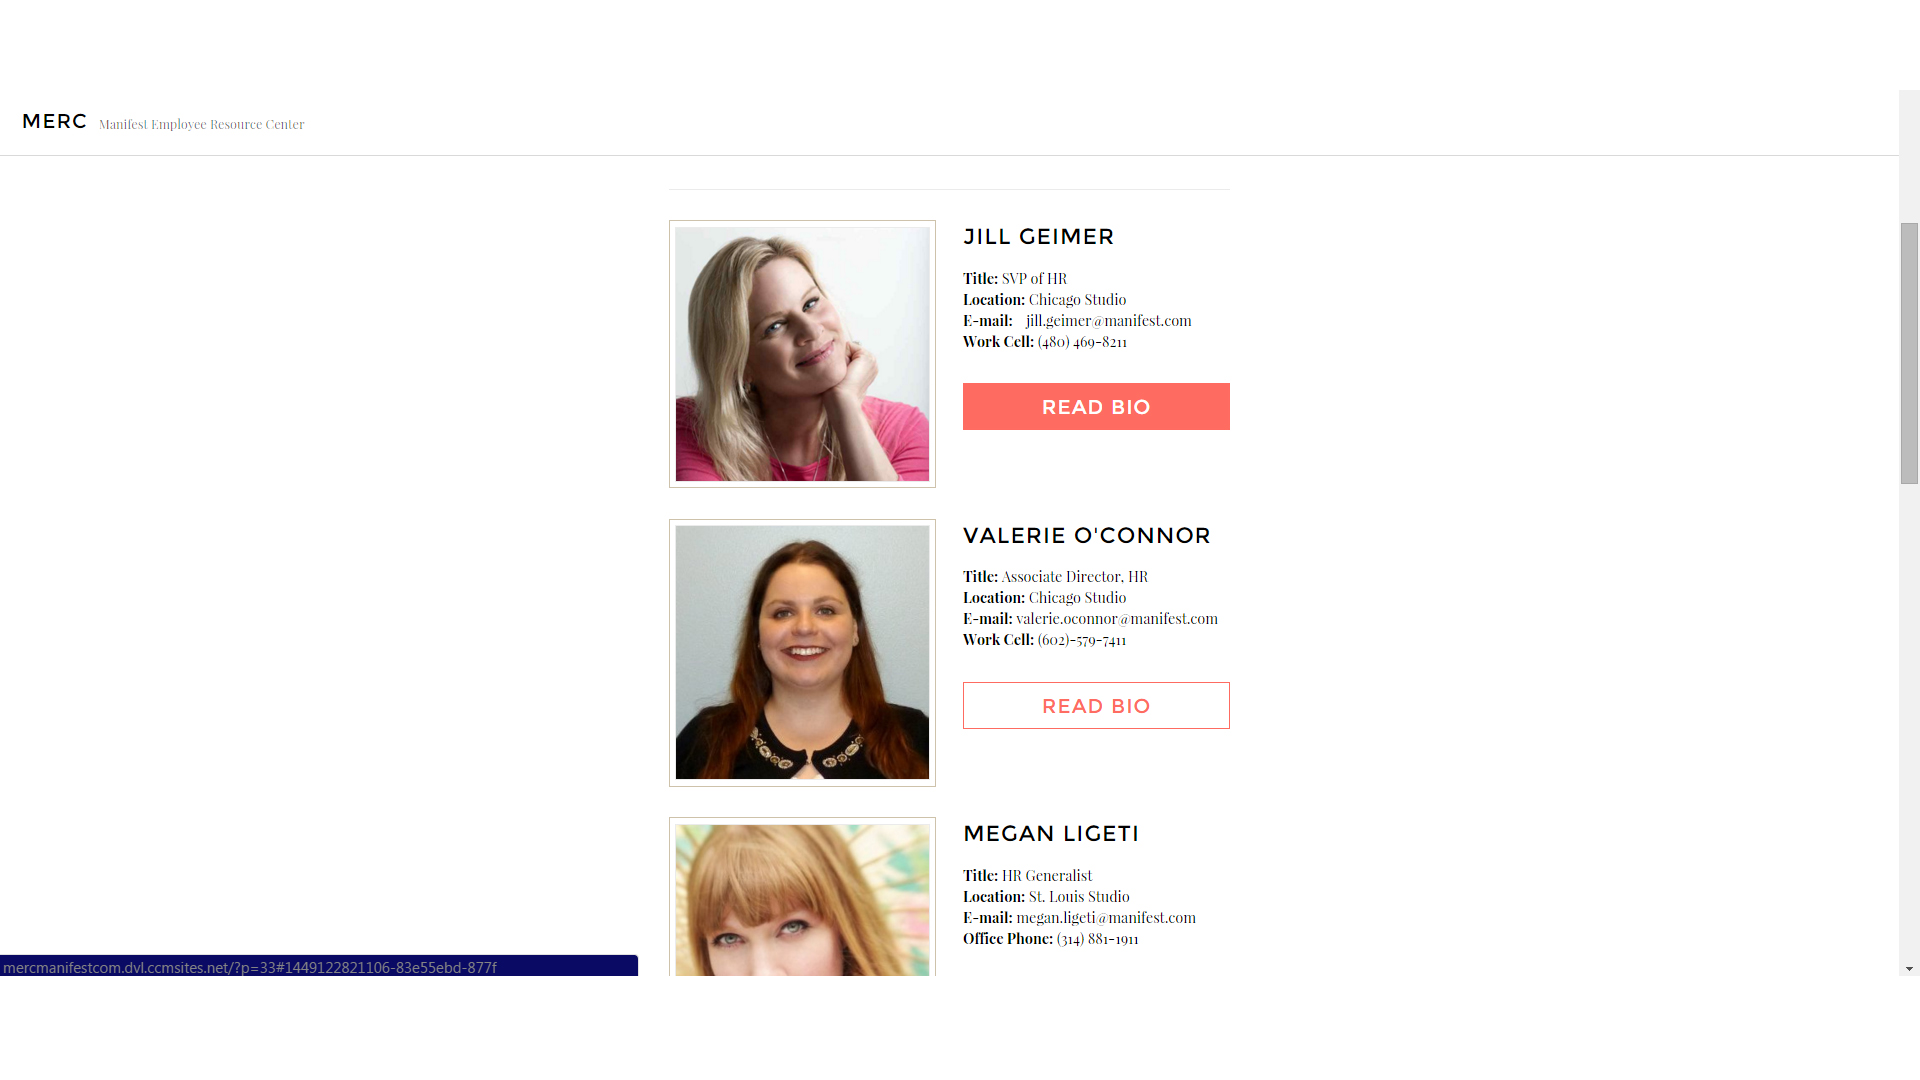 MERC Manifest Employee Resource Center
JILL GEIMER
Title: SVP of HR
Location: Chicago Studio
E-mail: jill.geimer@manifest.com
Work Cell: (480) 469-8211
READ BIO
VALERIE O'CONNOR
Title: Associate Director, HR
Location: Chicago Studio
E-mail: valerie.oconnor@manifest.com
Work Cell: (602)-579-7411
READ BIO
MEGAN LIGETI
Title: HR Generalist
Location: St. Louis Studio
E-mail: megan.ligeti@manifest.com
Office Phone: (314) 881-1911
mercmanifestcom.dvl.ccmsites.net/?p=33#1449122821106-83e55ebd-877f